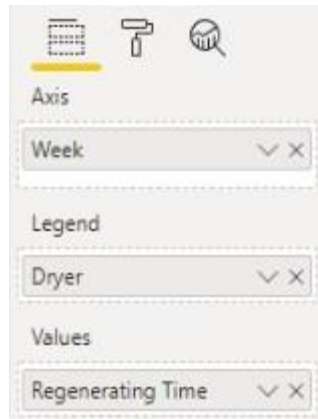 Axis
Week
Legend
Dryer
Values
Regenerating Time